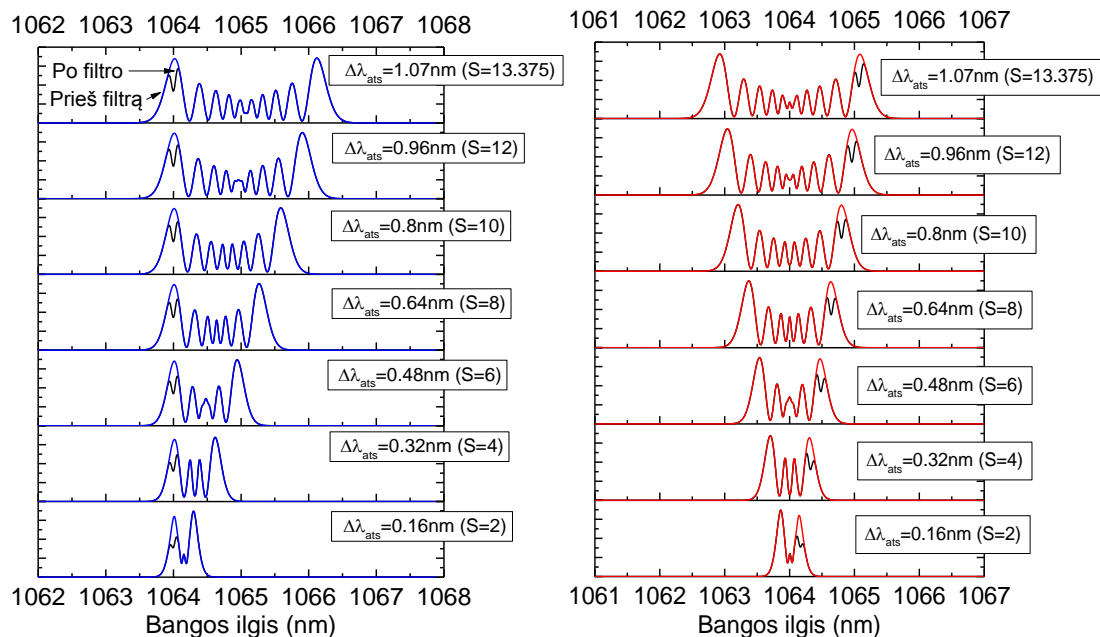 1062 1063 1064 1065 1066 1067 1068
Po filtro
Prieš filtrą
Δλats=1.07nm (S=13.375)
Δλats=0.96nm (S=12)
Δλats=0.8nm (S=10)
Δλats=0.64nm (S=8)
Δλats=0.48nm (S=6)
Δλats=0.32nm (S=4)
Δλats=0.16nm (S=2)
1062 1063 1064 1065 1066 1067 1068
Bangos ilgis (nm)
1061 1062 1063 1064 1065 1066 1067
Δλats=1.07nm (S=13.375)
Δλats=0.96nm (S=12)
Δλats=0.8nm (S=10)
Δλats=0.64nm (S=8)
Δλats=0.48nm (S=6)
Δλats=0.32nm (S=4)
Δλats=0.16nm (S=2)
1061 1062 1063 1064 1065 1066 1067
Bangos ilgis (nm)